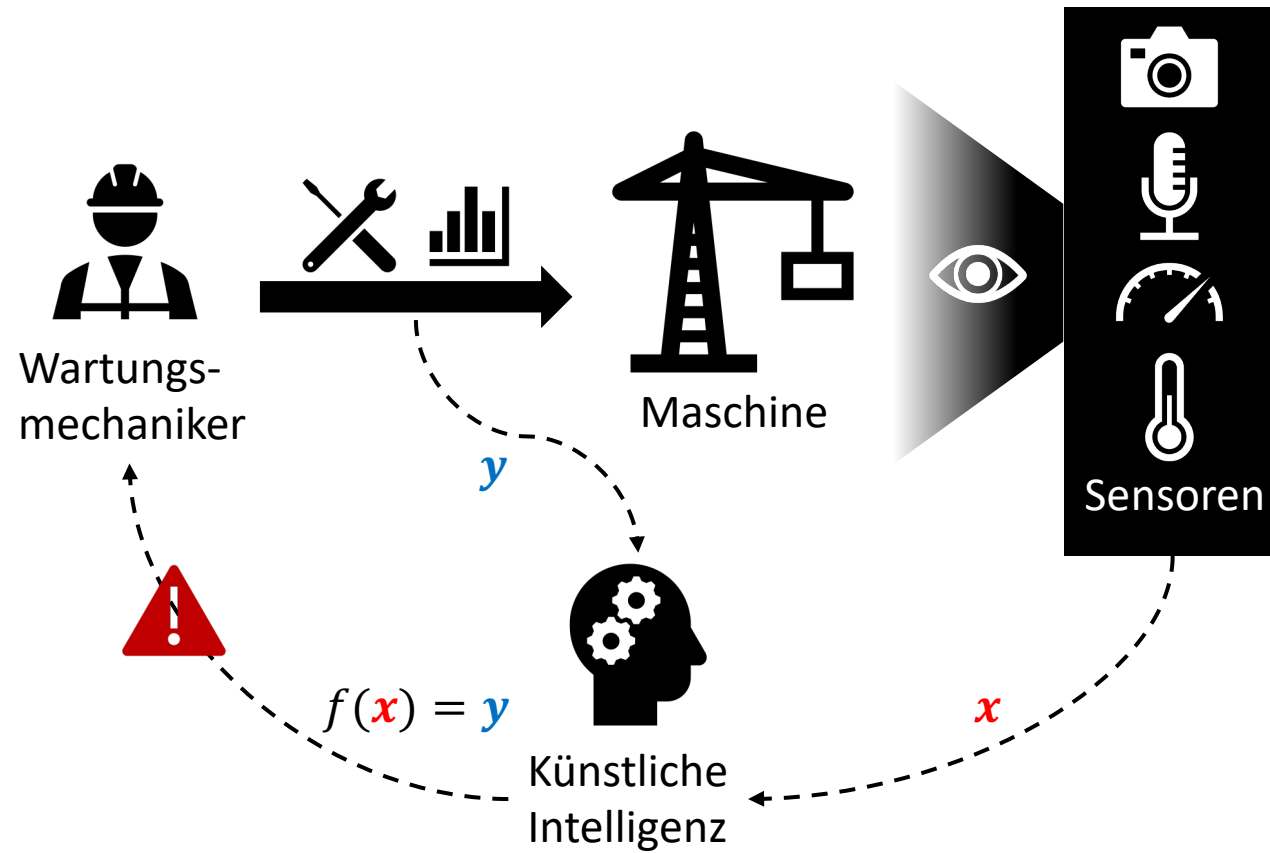 Wartungs-
mechaniker
Maschine
Sensoren
y
f(x) = y
x
Künstliche
Intelligenz